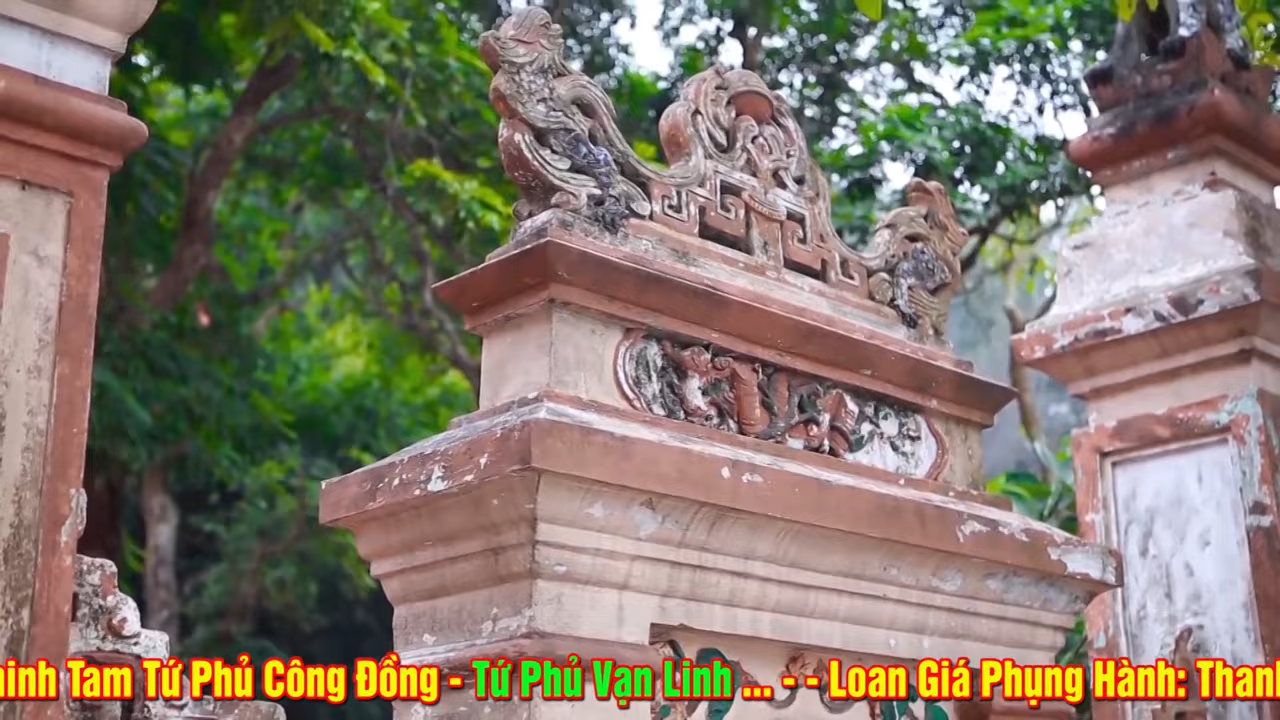 Tam Tứ Phủ Công Đồng - Tứ Phủ Vạn Linh ... - - Loan Giá Phụng Hành: